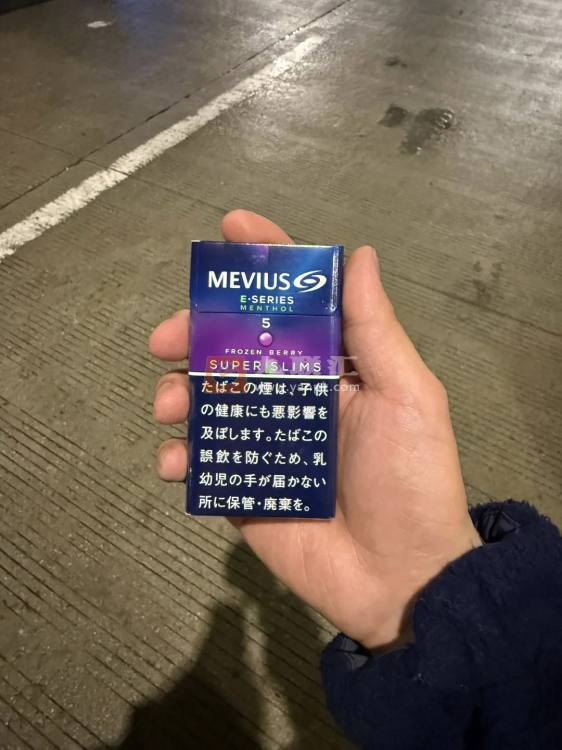 MEVIUS
E·SERIES
MENTHOL
5
FROZEN BERRY
SUPER SLIMS
たばこの煙は、子供
の健康にも悪影響を
及ぼします。たばこの
誤飲を防ぐため、乳
幼児の手が届かない
所に保管・廃棄を。